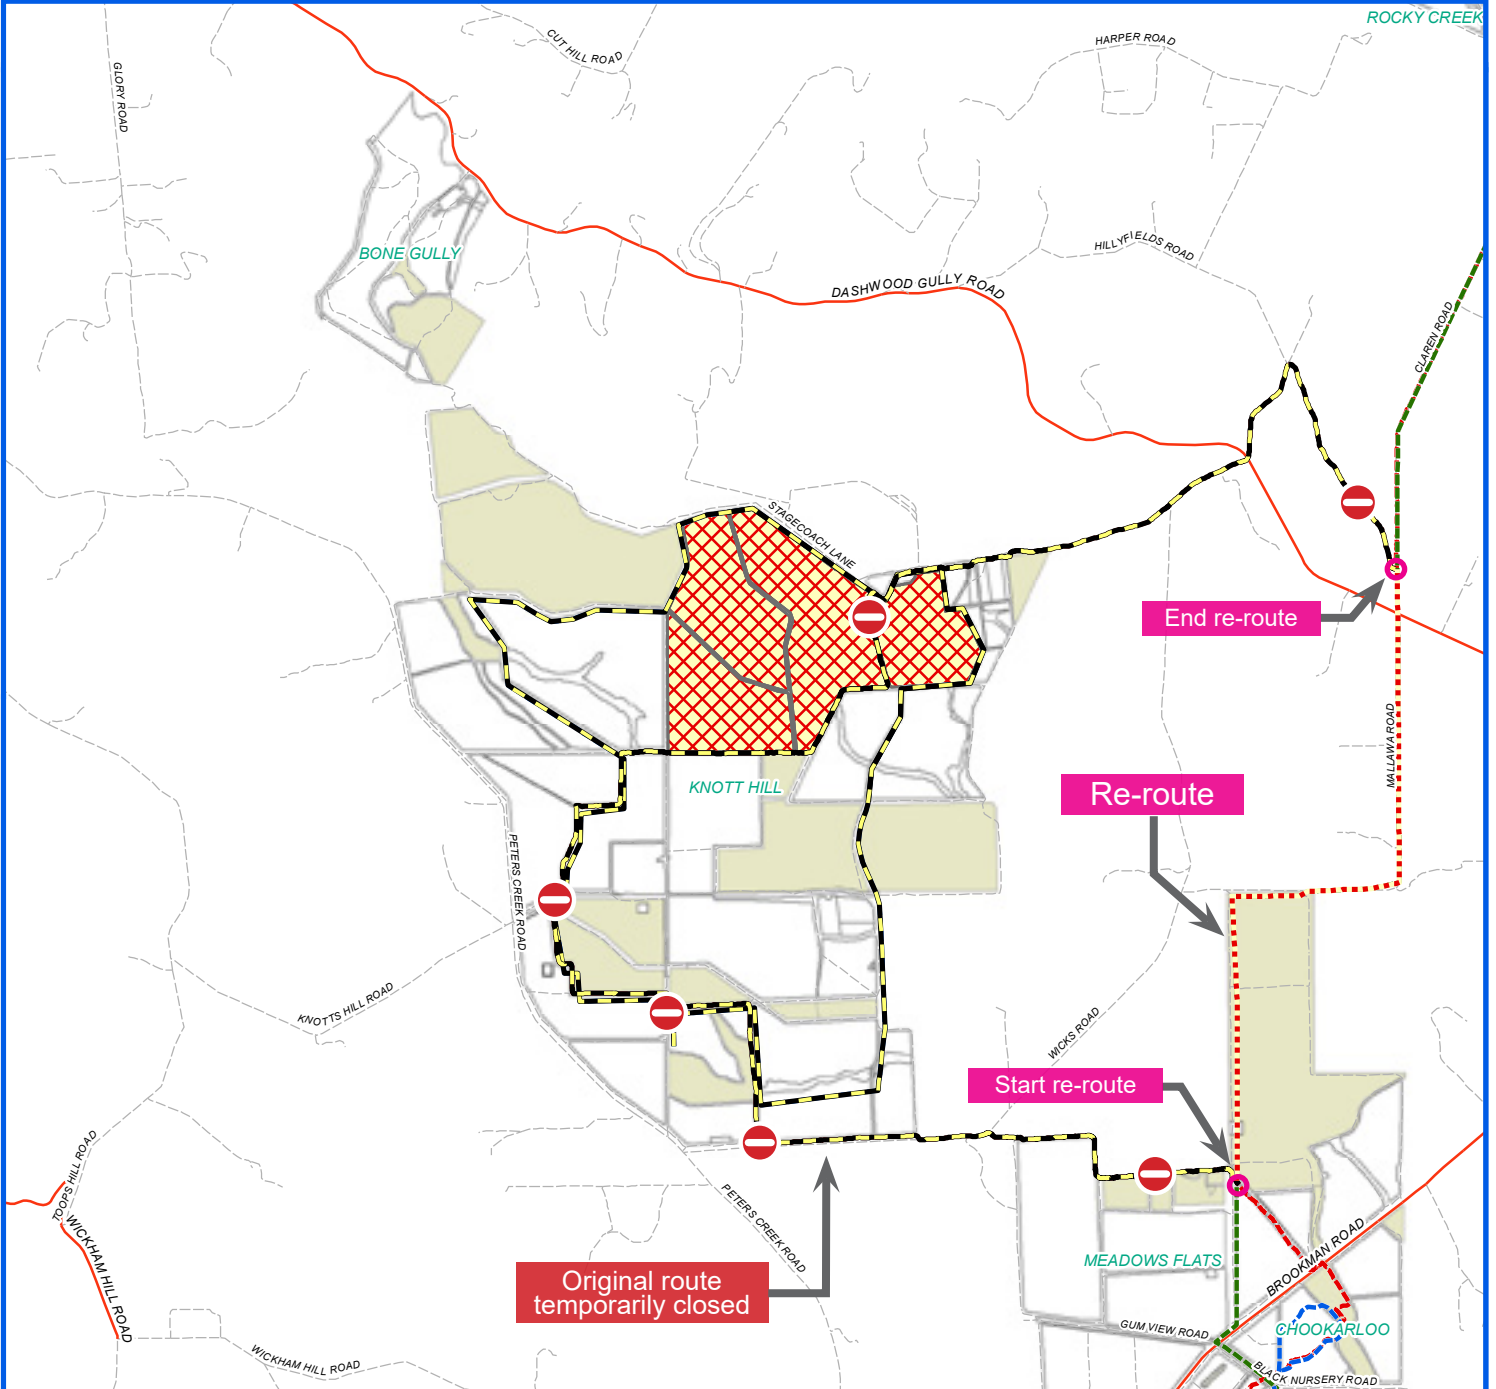 ROCKY CREEK
CUT HILL ROAD
HARPER ROAD
GLORY ROAD
BONE GULLY
HILLYFIELDS ROAD
DASHWOOD GULLY ROAD
CLAREN ROAD
STAGECOACH LANE
End re-route
MALLAWA ROAD
KNOTT HILL
Re-route
PETERS CREEK ROAD
KNOTTS HILL ROAD
WICKS ROAD
Start re-route
TOOPS HILL ROAD
PETERS CREEK ROAD
WICKHAM HILL ROAD
MEADOWS FLATS
BROOKMAN ROAD
Original route
temporarily closed
GUM VIEW ROAD
CHOOKARLOO
WICKHAM HILL ROAD
BLACK NURSERY ROAD